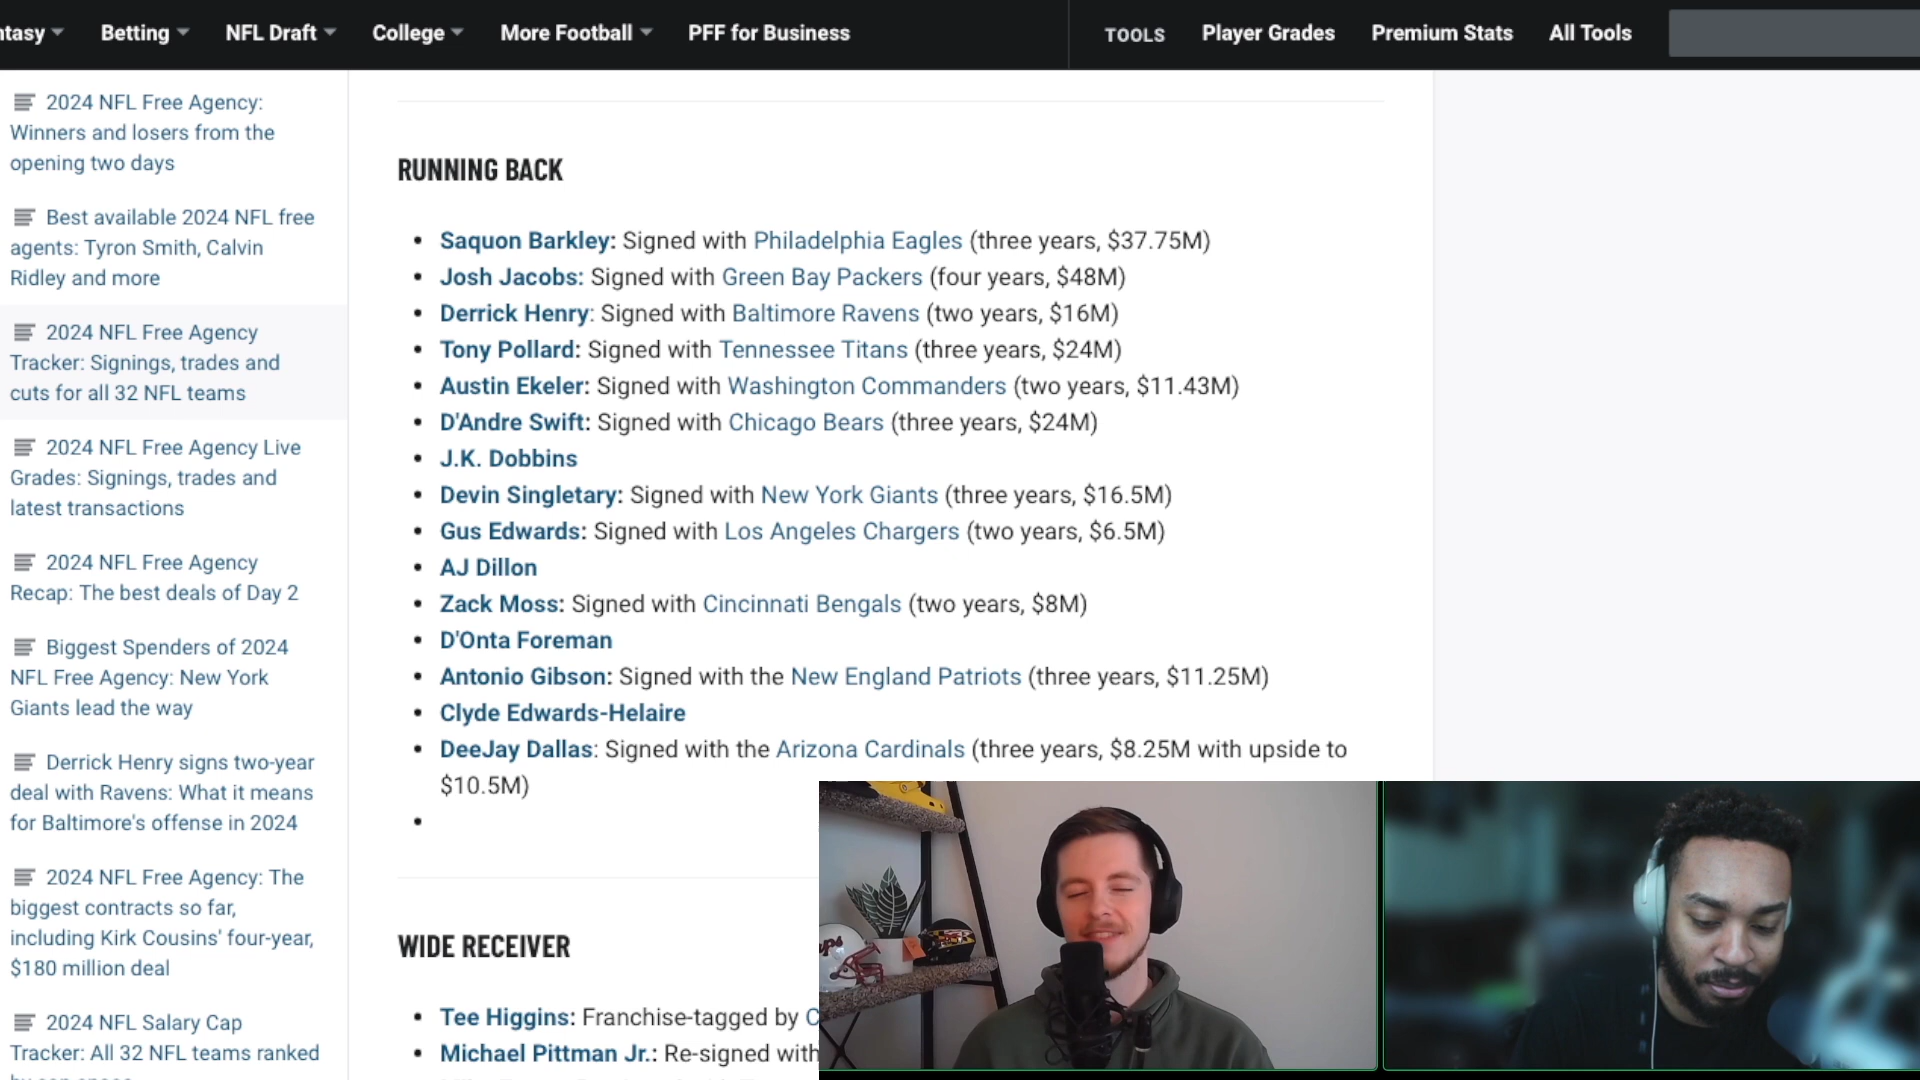 ntasy Betting NFL Draft College More Football PFF for Business TOOLS Player Grades Premium Stats All Tools
2024 NFL Free Agency:
Winners and losers from the
opening two days
Best available 2024 NFL free
agents: Tyron Smith, Calvin
Ridley and more
2024 NFL Free Agency
Tracker: Signings, trades and
cuts for all 32 NFL teams
2024 NFL Free Agency Live
Grades: Signings, trades and
latest transactions
2024 NFL Free Agency
Recap: The best deals of Day 2
Biggest Spenders of 2024
NFL Free Agency: New York
Giants lead the way
Derrick Henry signs two-year
deal with Ravens: What it means
for Baltimore's offense in 2024
2024 NFL Free Agency: The
biggest contracts so far,
including Kirk Cousins' four-year,
$180 million deal
2024 NFL Salary Cap
Tracker: All 32 NFL teams ranked
RUNNING BACK
• Saquon Barkley: Signed with Philadelphia Eagles (three years, $37.75M)
• Josh Jacobs: Signed with Green Bay Packers (four years, $48M)
• Derrick Henry: Signed with Baltimore Ravens (two years, $16M)
• Tony Pollard: Signed with Tennessee Titans (three years, $24M)
• Austin Ekeler: Signed with Washington Commanders (two years, $11.43M)
• D'Andre Swift: Signed with Chicago Bears (three years, $24M)
• J.K. Dobbins
• Devin Singletary: Signed with New York Giants (three years, $16.5M)
• Gus Edwards: Signed with Los Angeles Chargers (two years, $6.5M)
• AJ Dillon
• Zack Moss: Signed with Cincinnati Bengals (two years, $8M)
• D'Onta Foreman
• Antonio Gibson: Signed with the New England Patriots (three years, $11.25M)
• Clyde Edwards-Helaire
• DeeJay Dallas: Signed with the Arizona Cardinals (three years, $8.25M with upside to
$10.5M)
•
WIDE RECEIVER
• Tee Higgins: Franchise-tagged by C
• Michael Pittman Jr.: Re-signed with